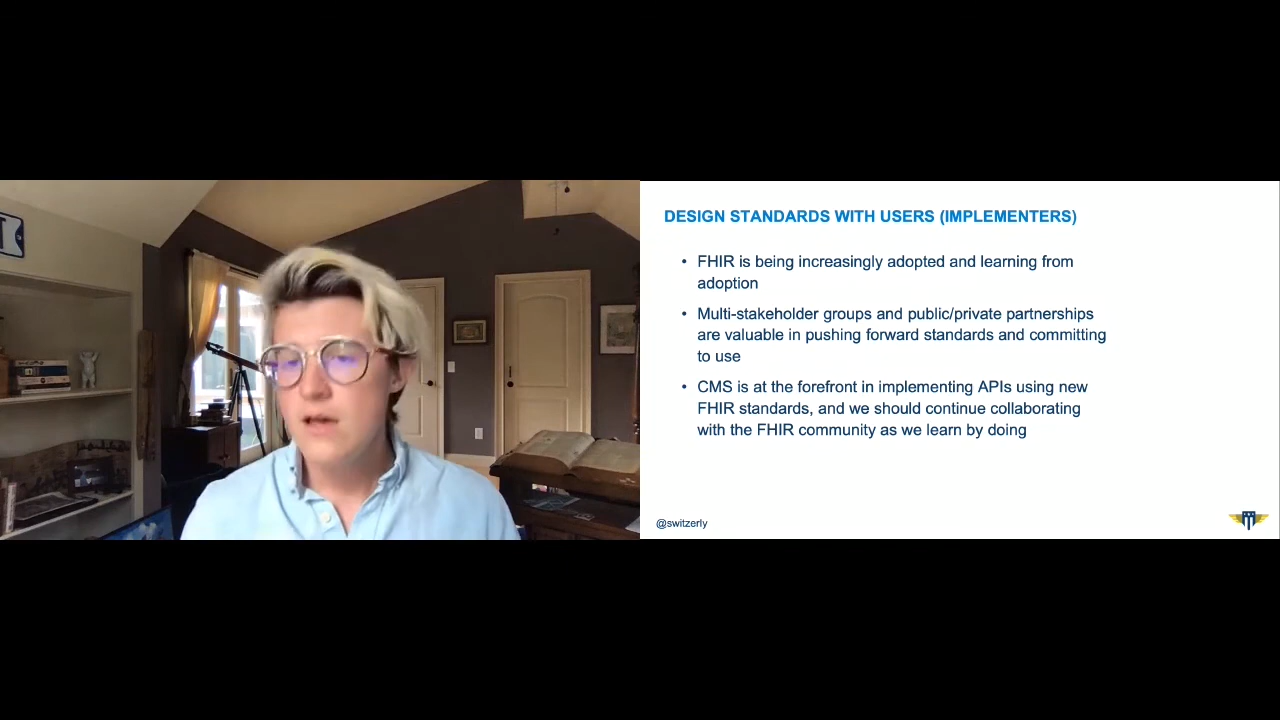 DESIGN STANDARDS WITH USERS (IMPLEMENTERS)
• FHIR is being increasingly adopted and learning from
adoption
• Multi-stakeholder groups and public/private partnerships
are valuable in pushing forward standards and committing
to use
• CMS is at the forefront in implementing APIs using new
FHIR standards, and we should continue collaborating
with the FHIR community as we learn by doing
@switzerly